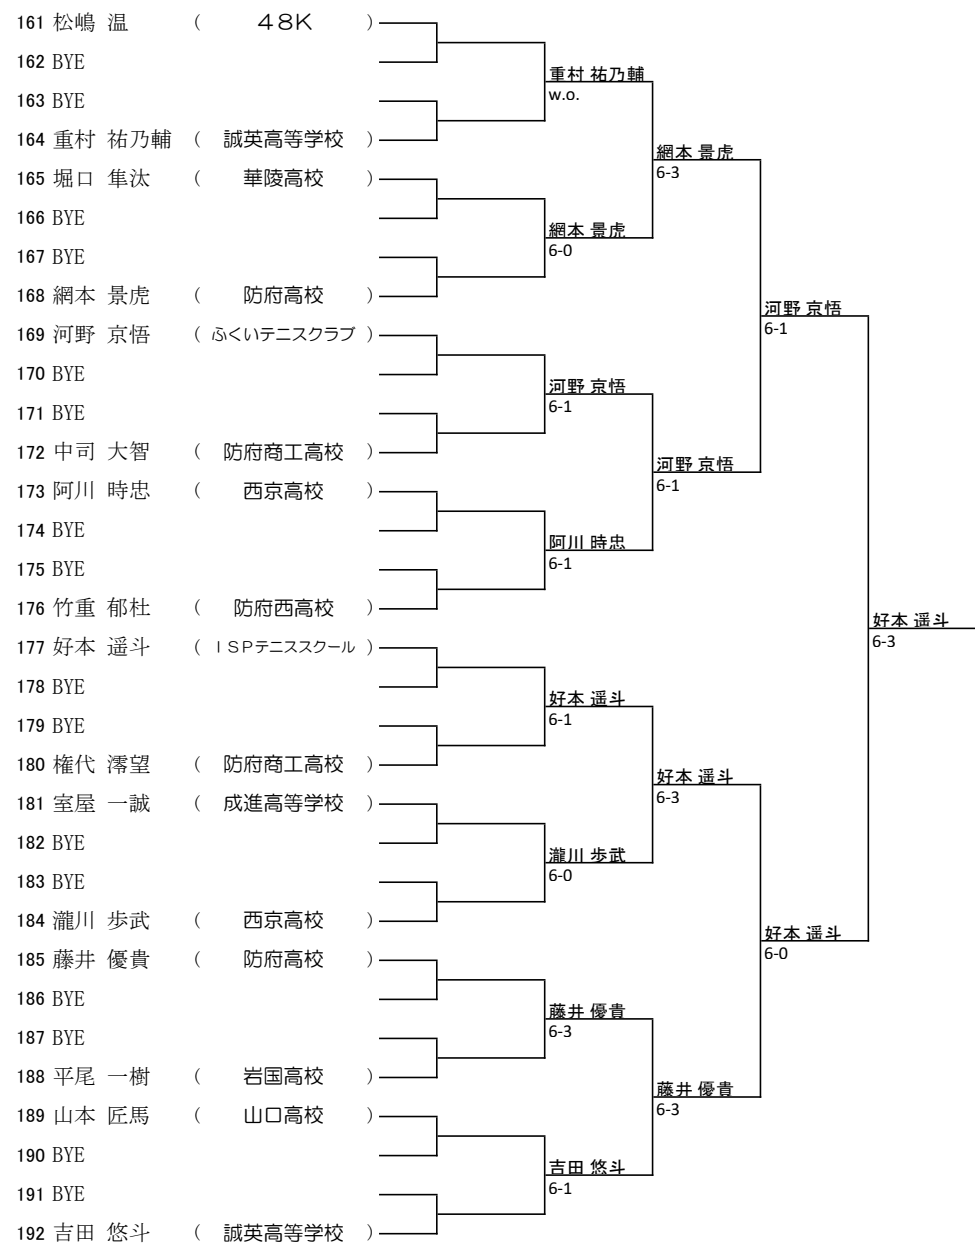 161 松嶋 温 ( 48K )
162 BYE
163 BYE
164 重村 祐乃輔 ( 誠英高等学校 )
165 堀口 隼汰 ( 華陵高校 )
166 BYE
167 BYE
168 網本 景虎 ( 防府高校 )
169 河野 京悟 ( ふくいテニスクラブ )
170 BYE
171 BYE
172 中司 大智 ( 防府商工高校 )
173 阿川 時忠 ( 西京高校 )
174 BYE
175 BYE
176 竹重 郁杜 ( 防府西高校 )
177 好本 遥斗 ( ISPテニススクール )
178 BYE
179 BYE
180 権代 澪望 ( 防府商工高校 )
181 室屋 一誠 ( 成進高等学校 )
182 BYE
183 BYE
184 瀧川 歩武 ( 西京高校 )
185 藤井 優貴 ( 防府高校 )
186 BYE
187 BYE
188 平尾 一樹 ( 岩国高校 )
189 山本 匠馬 ( 山口高校 )
190 BYE
191 BYE
192 吉田 悠斗 ( 誠英高等学校 )
重村 祐乃輔
w.o.
網本 景虎
6-0
河野 京悟
6-1
阿川 時忠
6-1
好本 遥斗
6-1
瀧川 歩武
6-0
藤井 優貴
6-3
吉田 悠斗
6-1
網本 景虎
6-3
河野 京悟
6-1
好本 遥斗
6-3
藤井 優貴
6-3
河野 京悟
6-1
好本 遥斗
6-0
好本 遥斗
6-3